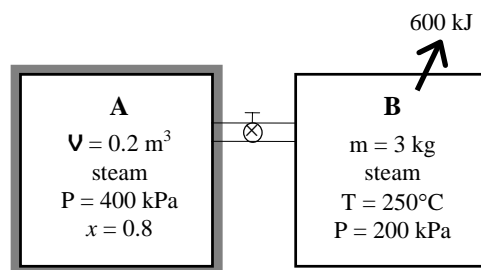 600 kJ
A
V = 0.2 m³
steam
P = 400 kPa
x = 0.8
B
m = 3 kg
steam
T = 250°C
P = 200 kPa